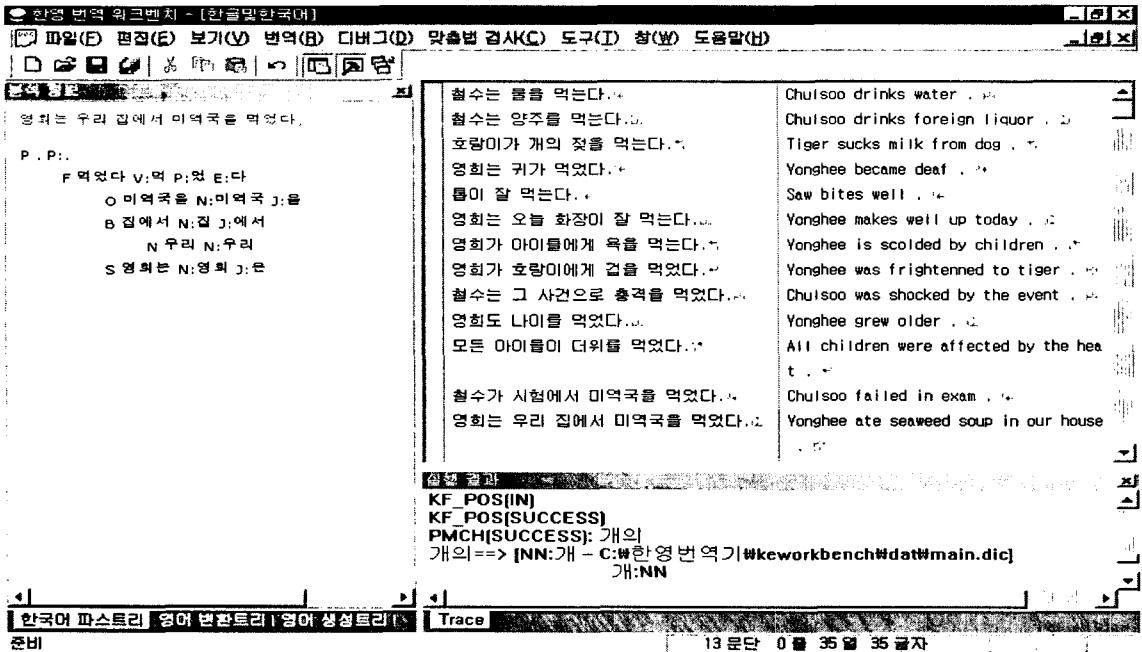 한영 번역 워크벤치 - [한글및한국어]
파일(F) 편집(E) 보기(V) 번역(R) 디버그(D) 맞춤법 검사(C) 도구(T) 창(W) 도움말(H)
분석 정보
영희는 우리 집에서 미역국을 먹었다.
P . P:.
F 먹었다 V:먹 P:었 E:다
O 미역국을 N:미역국 J:을
B 집에서 N:집 J:에서
N 우리 N:우리
S 영희는 N:영희 J:은
한국어 파스트리 영어 변환트리 영어 생성트리
철수는 물을 먹는다. Chulsoo drinks water .
철수는 양주를 먹는다. Chulsoo drinks foreign liquor .
호랑이가 개의 젖을 먹는다. Tiger sucks milk from dog .
영희는 귀가 먹었다. Yonghee became deaf .
톱이 잘 먹는다. Saw bites well .
영희는 오늘 화장이 잘 먹는다. Yonghee makes well up today .
영희가 아이들에게 욕을 먹는다. Yonghee is scolded by children .
영희가 호랑이에게 겁을 먹었다. Yonghee was frightenned to tiger .
철수는 그 사건으로 충격을 먹었다. Chulsoo was shocked by the event .
영희도 나이를 먹었다. Yonghee grew older .
모든 아이들이 더위를 먹었다. All children were affected by the hea
t .
철수가 시험에서 미역국을 먹었다. Chulsoo failed in exam .
영희는 우리 집에서 미역국을 먹었다. Yonghee ate seaweed soup in our house
.
실행 결과
KF_POS(IN)
KF_POS(SUCCESS)
PMCH(SUCCESS): 개의
개의==> [NN:개 - C:₩한영번역기₩keworkbench₩dat₩main.dic]
개:NN
Trace
준비
13 문단 0 줄 35 열 35 글자